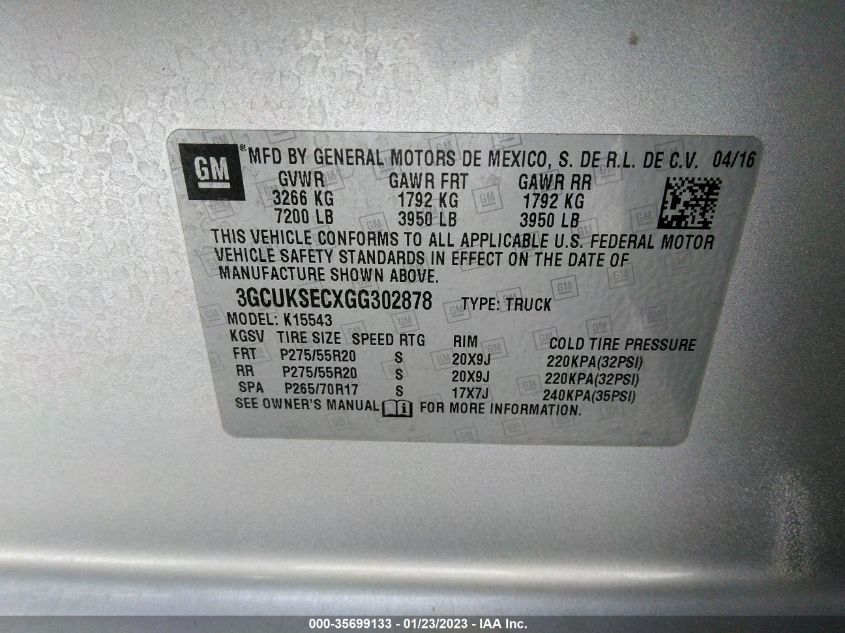 GM ® MFD BY GENERAL MOTORS DE MEXICO, S. DE R.L. DE C.V. 04/16
GVWR GAWR FRT GAWR RR
3266 KG 1792 KG 1792 KG
7200 LB 3950 LB 3950 LB
THIS VEHICLE CONFORMS TO ALL APPLICABLE U.S. FEDERAL MOTOR
VEHICLE SAFETY STANDARDS IN EFFECT ON THE DATE OF
MANUFACTURE SHOWN ABOVE.
3GCUKSECXGG302878 TYPE: TRUCK
MODEL: K15543
KGSV TIRE SIZE SPEED RTG RIM COLD TIRE PRESSURE
FRT P275/55R20 S 20X9J 220KPA(32PSI)
RR P275/55R20 S 20X9J 220KPA(32PSI)
SPA P265/70R17 S 17X7J 240KPA(35PSI)
SEE OWNER'S MANUAL FOR MORE INFORMATION.
000-35699133 - 01/23/2023 - IAA Inc.